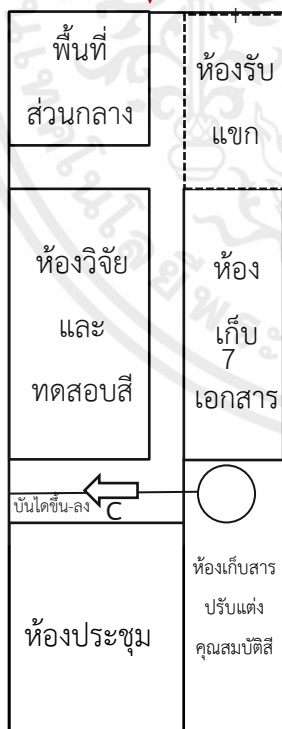 พื้นที่
ส่วนกลาง
ห้องรับ
แขก
ห้องวิจัย
และ
ทดสอบสี
ห้อง
เก็บ
7
เอกสาร
บันไดขึ้น-ลง
C
ห้องประชุม
ห้องเก็บสาร
ปรับแต่ง
คุณสมบัติสี